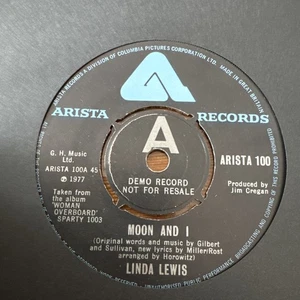 A DIVISION OF COLUMBIA PICTURES CORPORATION LTD.
MADE IN GREAT BRITAIN
ARISTA RECORDS
A
G. H. Music
Ltd.
ARISTA 100A 45
℗ 1977
DEMO RECORD
NOT FOR RESALE
ARISTA 100
Taken from
the album
'WOMAN
OVERBOARD'
SPARTY 1003
Produced by
Jim Cregan
MOON AND I
(Original words and music by Gilbert
and Sullivan, new lyrics by Miller/Rost
arranged by Horowitz)
LINDA LEWIS
UNAUTHORISED PUBLIC PERFORMANCE